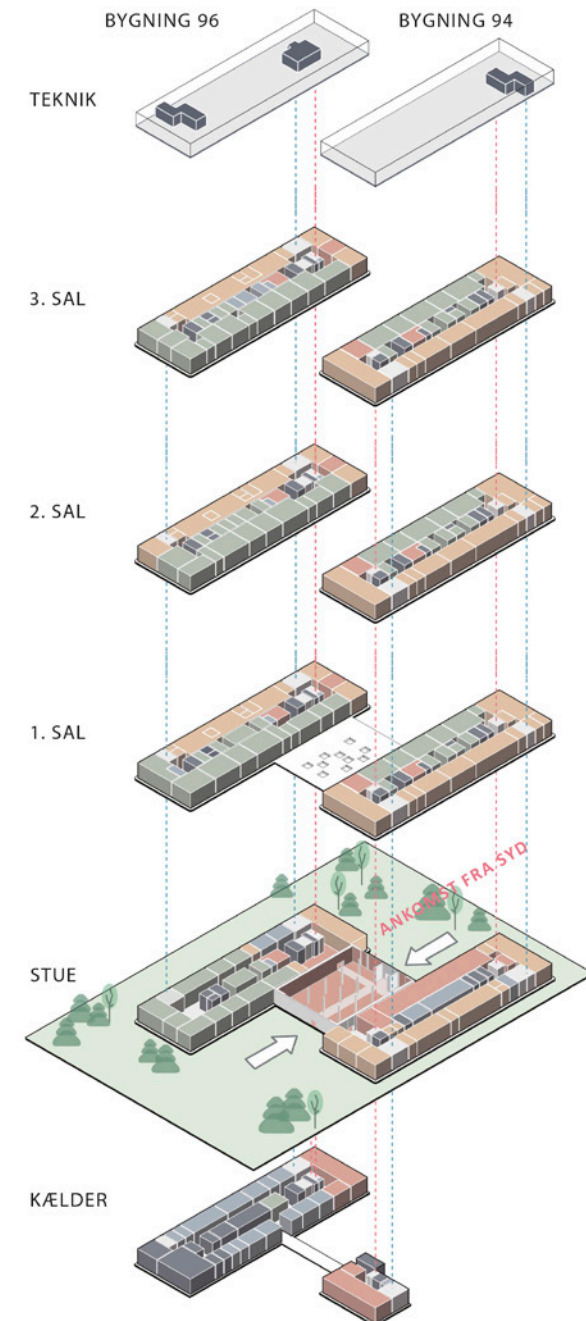 BYGNING 96
BYGNING 94
TEKNIK
3. SAL
2. SAL
1. SAL
ANKOMST FRA SYD
STUE
KÆLDER